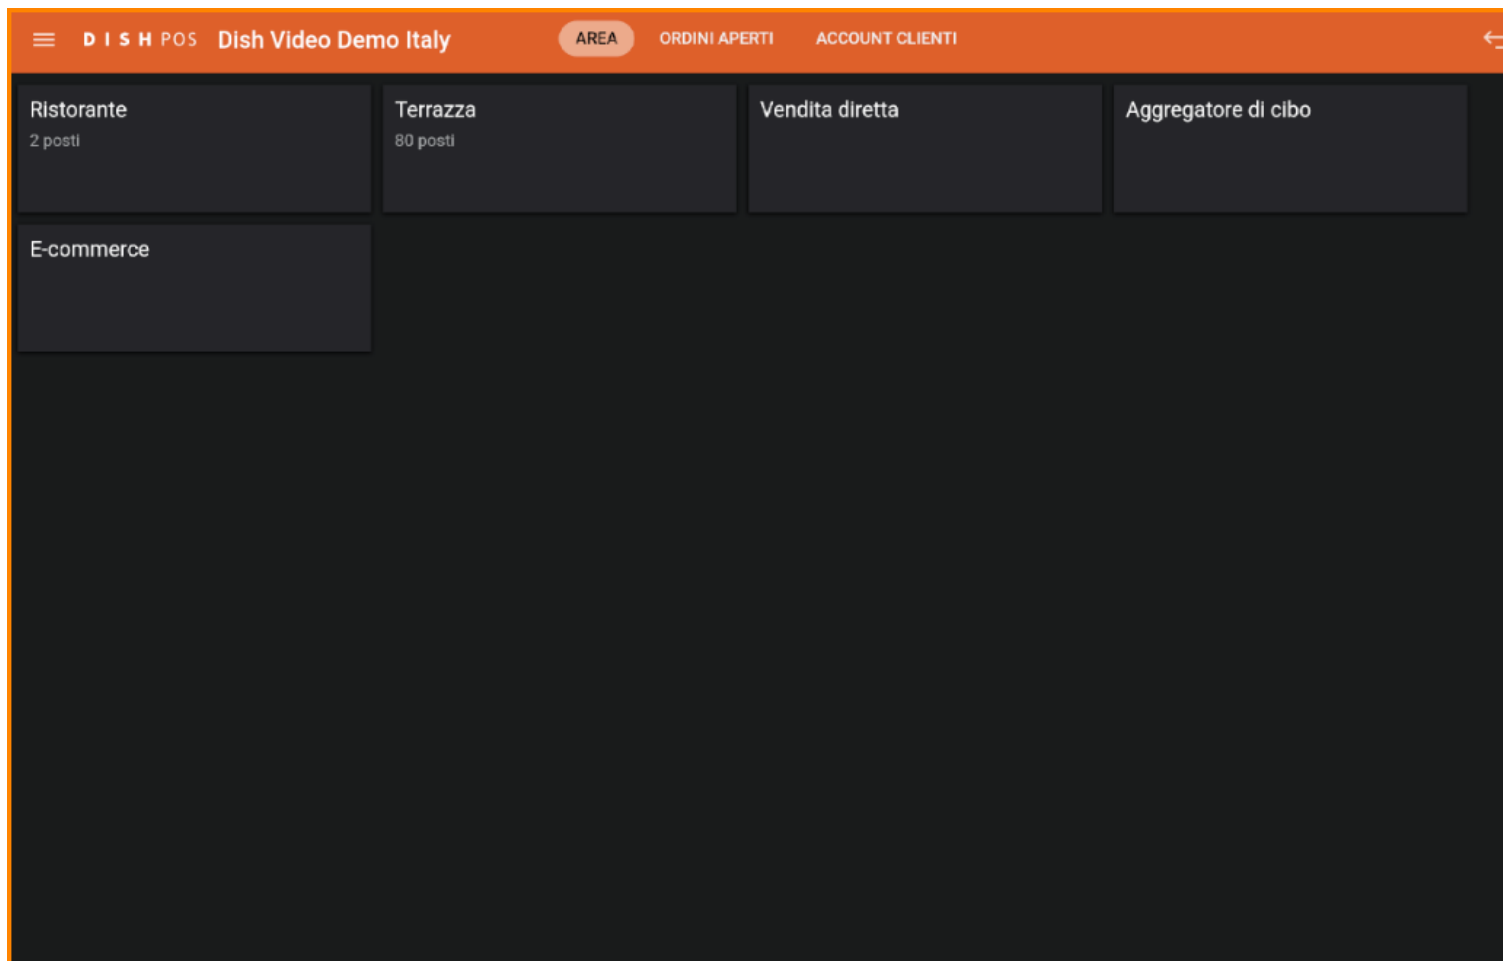 DISH POS Dish Video Demo Italy AREA ORDINI APERTI ACCOUNT CLIENTI
Ristorante
2 posti
Terrazza
80 posti
Vendita diretta
Aggregatore di cibo
E-commerce